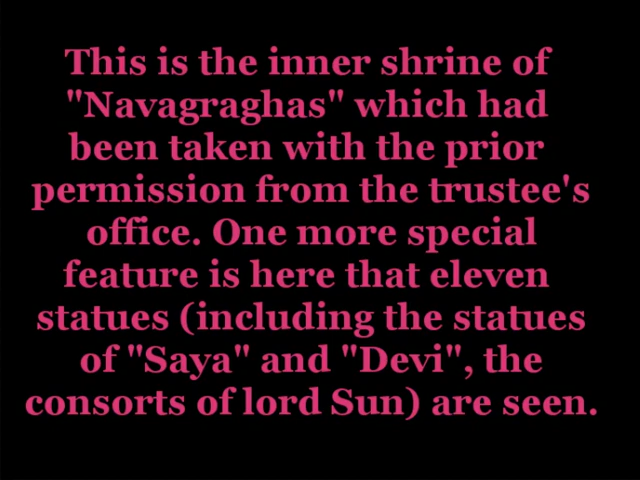 This is the inner shrine of
"Navagraghas" which had
been taken with the prior
permission from the trustee's
office. One more special
feature is here that eleven
statues (including the statues
of "Saya" and "Devi", the
consorts of lord Sun) are seen.